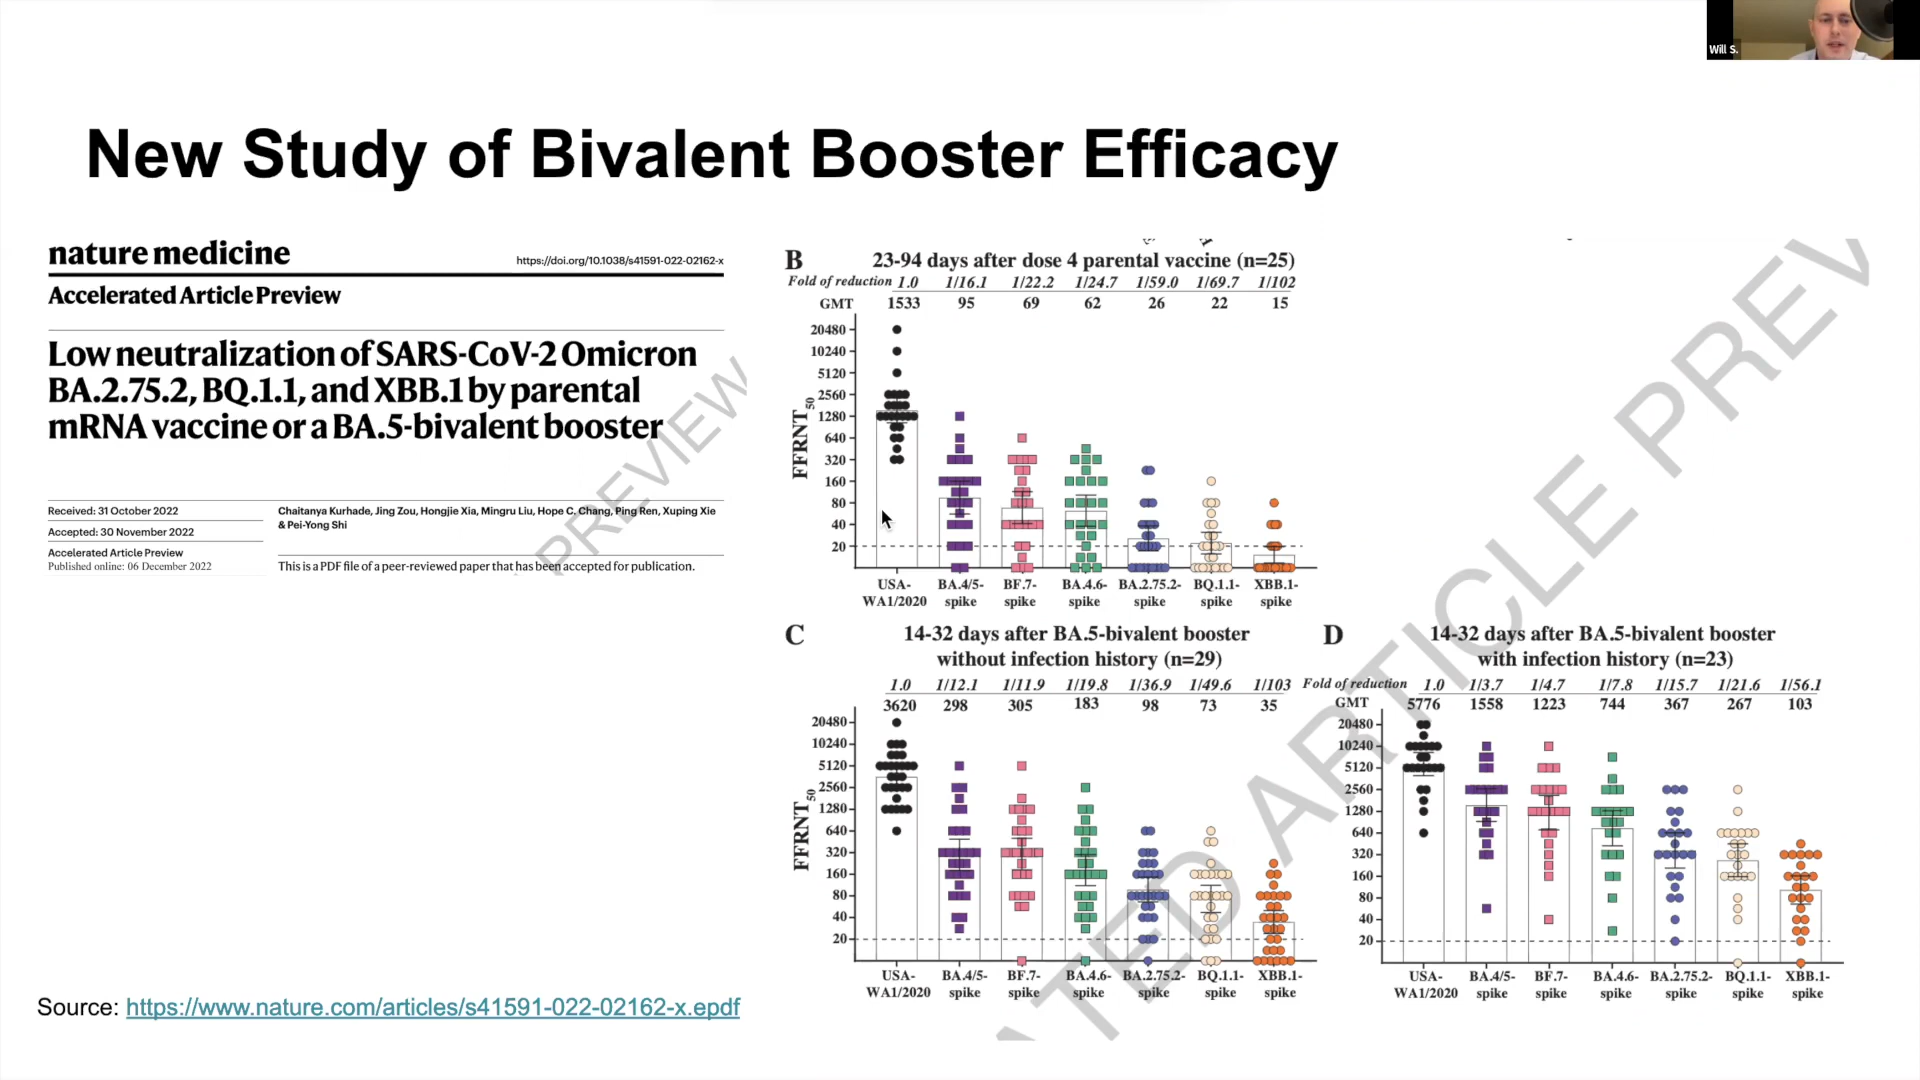 Will S.
New Study of Bivalent Booster Efficacy
nature medicine
https://doi.org/10.1038/s41591-022-02162-x
Accelerated Article Preview
Low neutralization of SARS-CoV-2 Omicron
BA.2.75.2, BQ.1.1, and XBB.1 by parental
mRNA vaccine or a BA.5-bivalent booster
Received: 31 October 2022
Accepted: 30 November 2022
Accelerated Article Preview
Published online: 06 December 2022
Chaitanya Kurhade, Jing Zou, Hongjie Xia, Mingru Liu, Hope C. Chang, Ping Ren, Xuping Xie
& Pei-Yong Shi
This is a PDF file of a peer-reviewed paper that has been accepted for publication.
PREVIEW
B
23-94 days after dose 4 parental vaccine (n=25)
Fold of reduction 1.0 1/16.1 1/22.2 1/24.7 1/59.0 1/69.7 1/102
GMT 1533 95 69 62 26 22 15
FFRNT50
20480
10240
5120
2560
1280
640
320
160
80
40
20
USA- BA.4/5- BF.7- BA.4.6- BA.2.75.2- BQ.1.1- XBB.1-
WA1/2020 spike spike spike spike spike spike
C
14-32 days after BA.5-bivalent booster
without infection history (n=29)
1.0 1/12.1 1/11.9 1/19.8 1/36.9 1/49.6 1/103
3620 298 305 183 98 73 35
FFRNT50
20480
10240
5120
2560
1280
640
320
160
80
40
20
USA- BA.4/5- BF.7- BA.4.6- BA.2.75.2- BQ.1.1- XBB.1-
WA1/2020 spike spike spike spike spike spike
D
14-32 days after BA.5-bivalent booster
with infection history (n=23)
Fold of reduction 1.0 1/3.7 1/4.7 1/7.8 1/15.7 1/21.6 1/56.1
GMT 5776 1558 1223 744 367 267 103
20480
10240
5120
2560
1280
640
320
160
80
40
20
USA- BA.4/5- BF.7- BA.4.6- BA.2.75.2- BQ.1.1- XBB.1-
WA1/2020 spike spike spike spike spike spike
ATED ARTICLE PREV
Source: https://www.nature.com/articles/s41591-022-02162-x.epdf